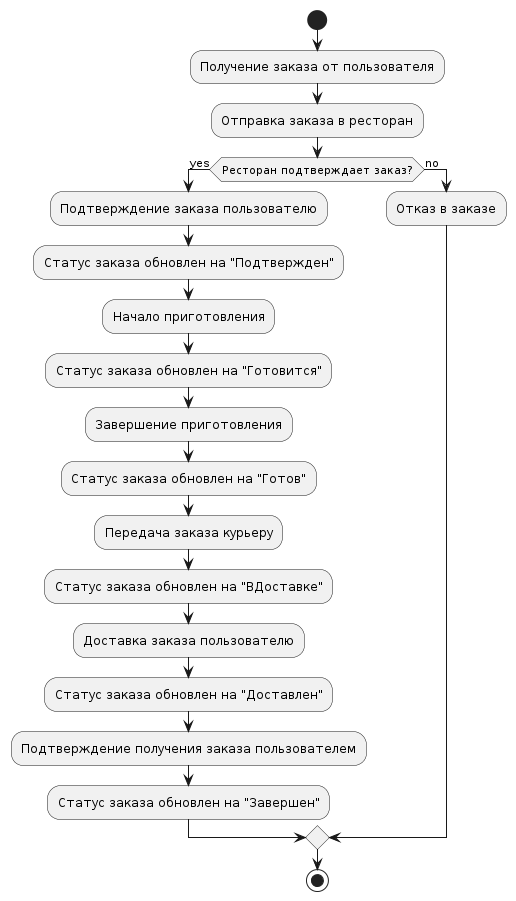 Получение заказа от пользователя
Отправка заказа в ресторан
yes
Ресторан подтверждает заказ?
no
Подтверждение заказа пользователю
Отказ в заказе
Статус заказа обновлен на "Подтвержден"
Начало приготовления
Статус заказа обновлен на "Готовится"
Завершение приготовления
Статус заказа обновлен на "Готов"
Передача заказа курьеру
Статус заказа обновлен на "ВДоставке"
Доставка заказа пользователю
Статус заказа обновлен на "Доставлен"
Подтверждение получения заказа пользователем
Статус заказа обновлен на "Завершен"